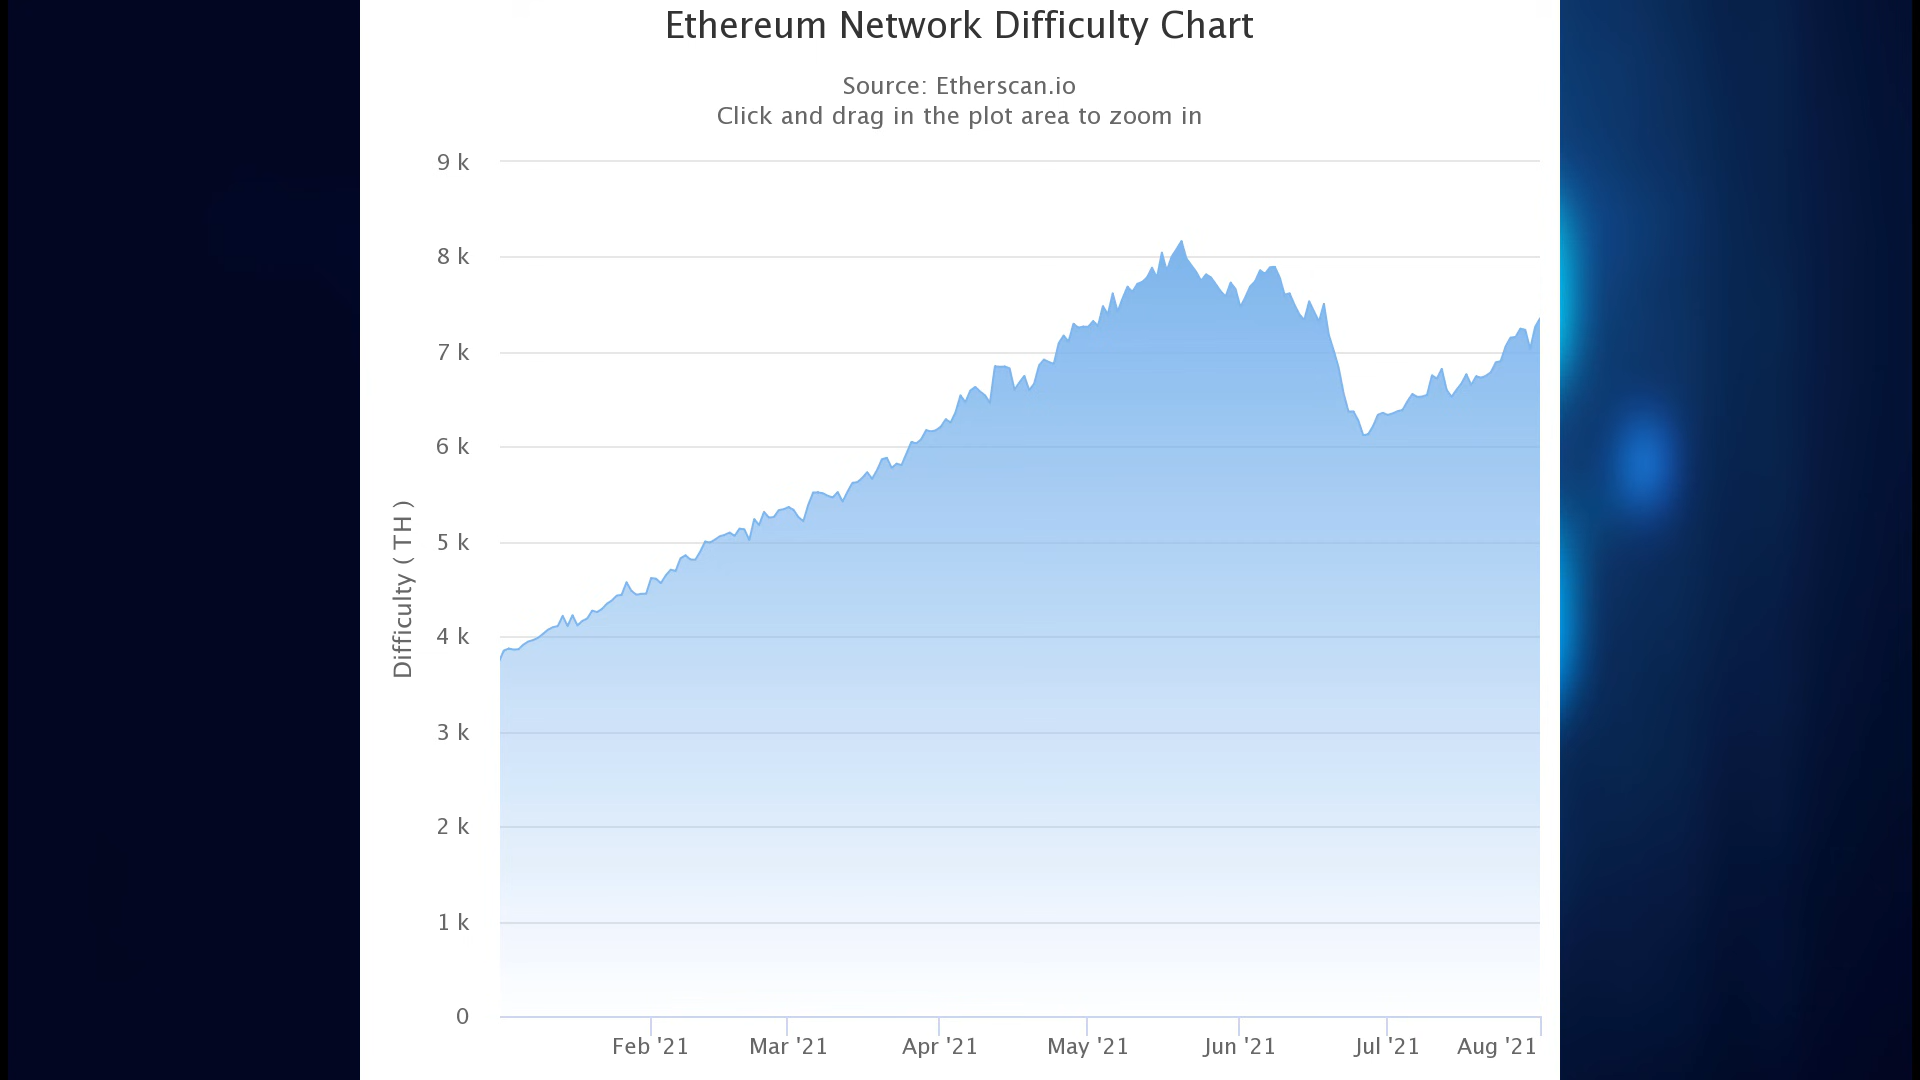 Ethereum Network Difficulty Chart
Source: Etherscan.io
Click and drag in the plot area to zoom in
9 k
8 k
7 k
6 k
5 k
4 k
3 k
2 k
1 k
0
Difficulty ( TH )
Feb '21 Mar '21 Apr '21 May '21 Jun '21 Jul '21 Aug '21